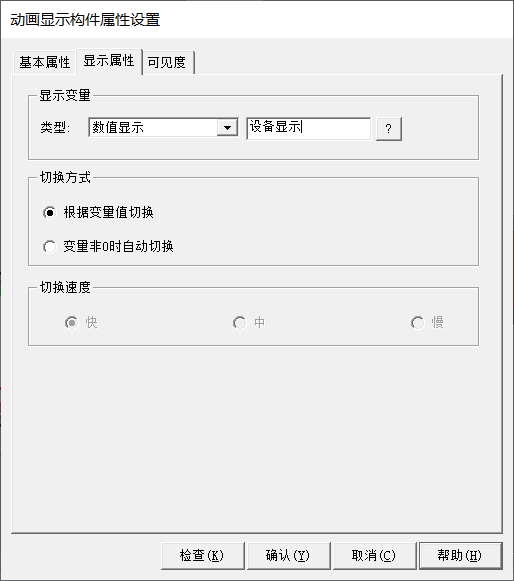 动画显示构件属性设置
基本属性 显示属性 可见度
显示变量
类型: 数值显示 设备显示 ?
切换方式
根据变量值切换
变量非0时自动切换
切换速度
快 中 慢
检查(K) 确认(Y) 取消(C) 帮助(H)